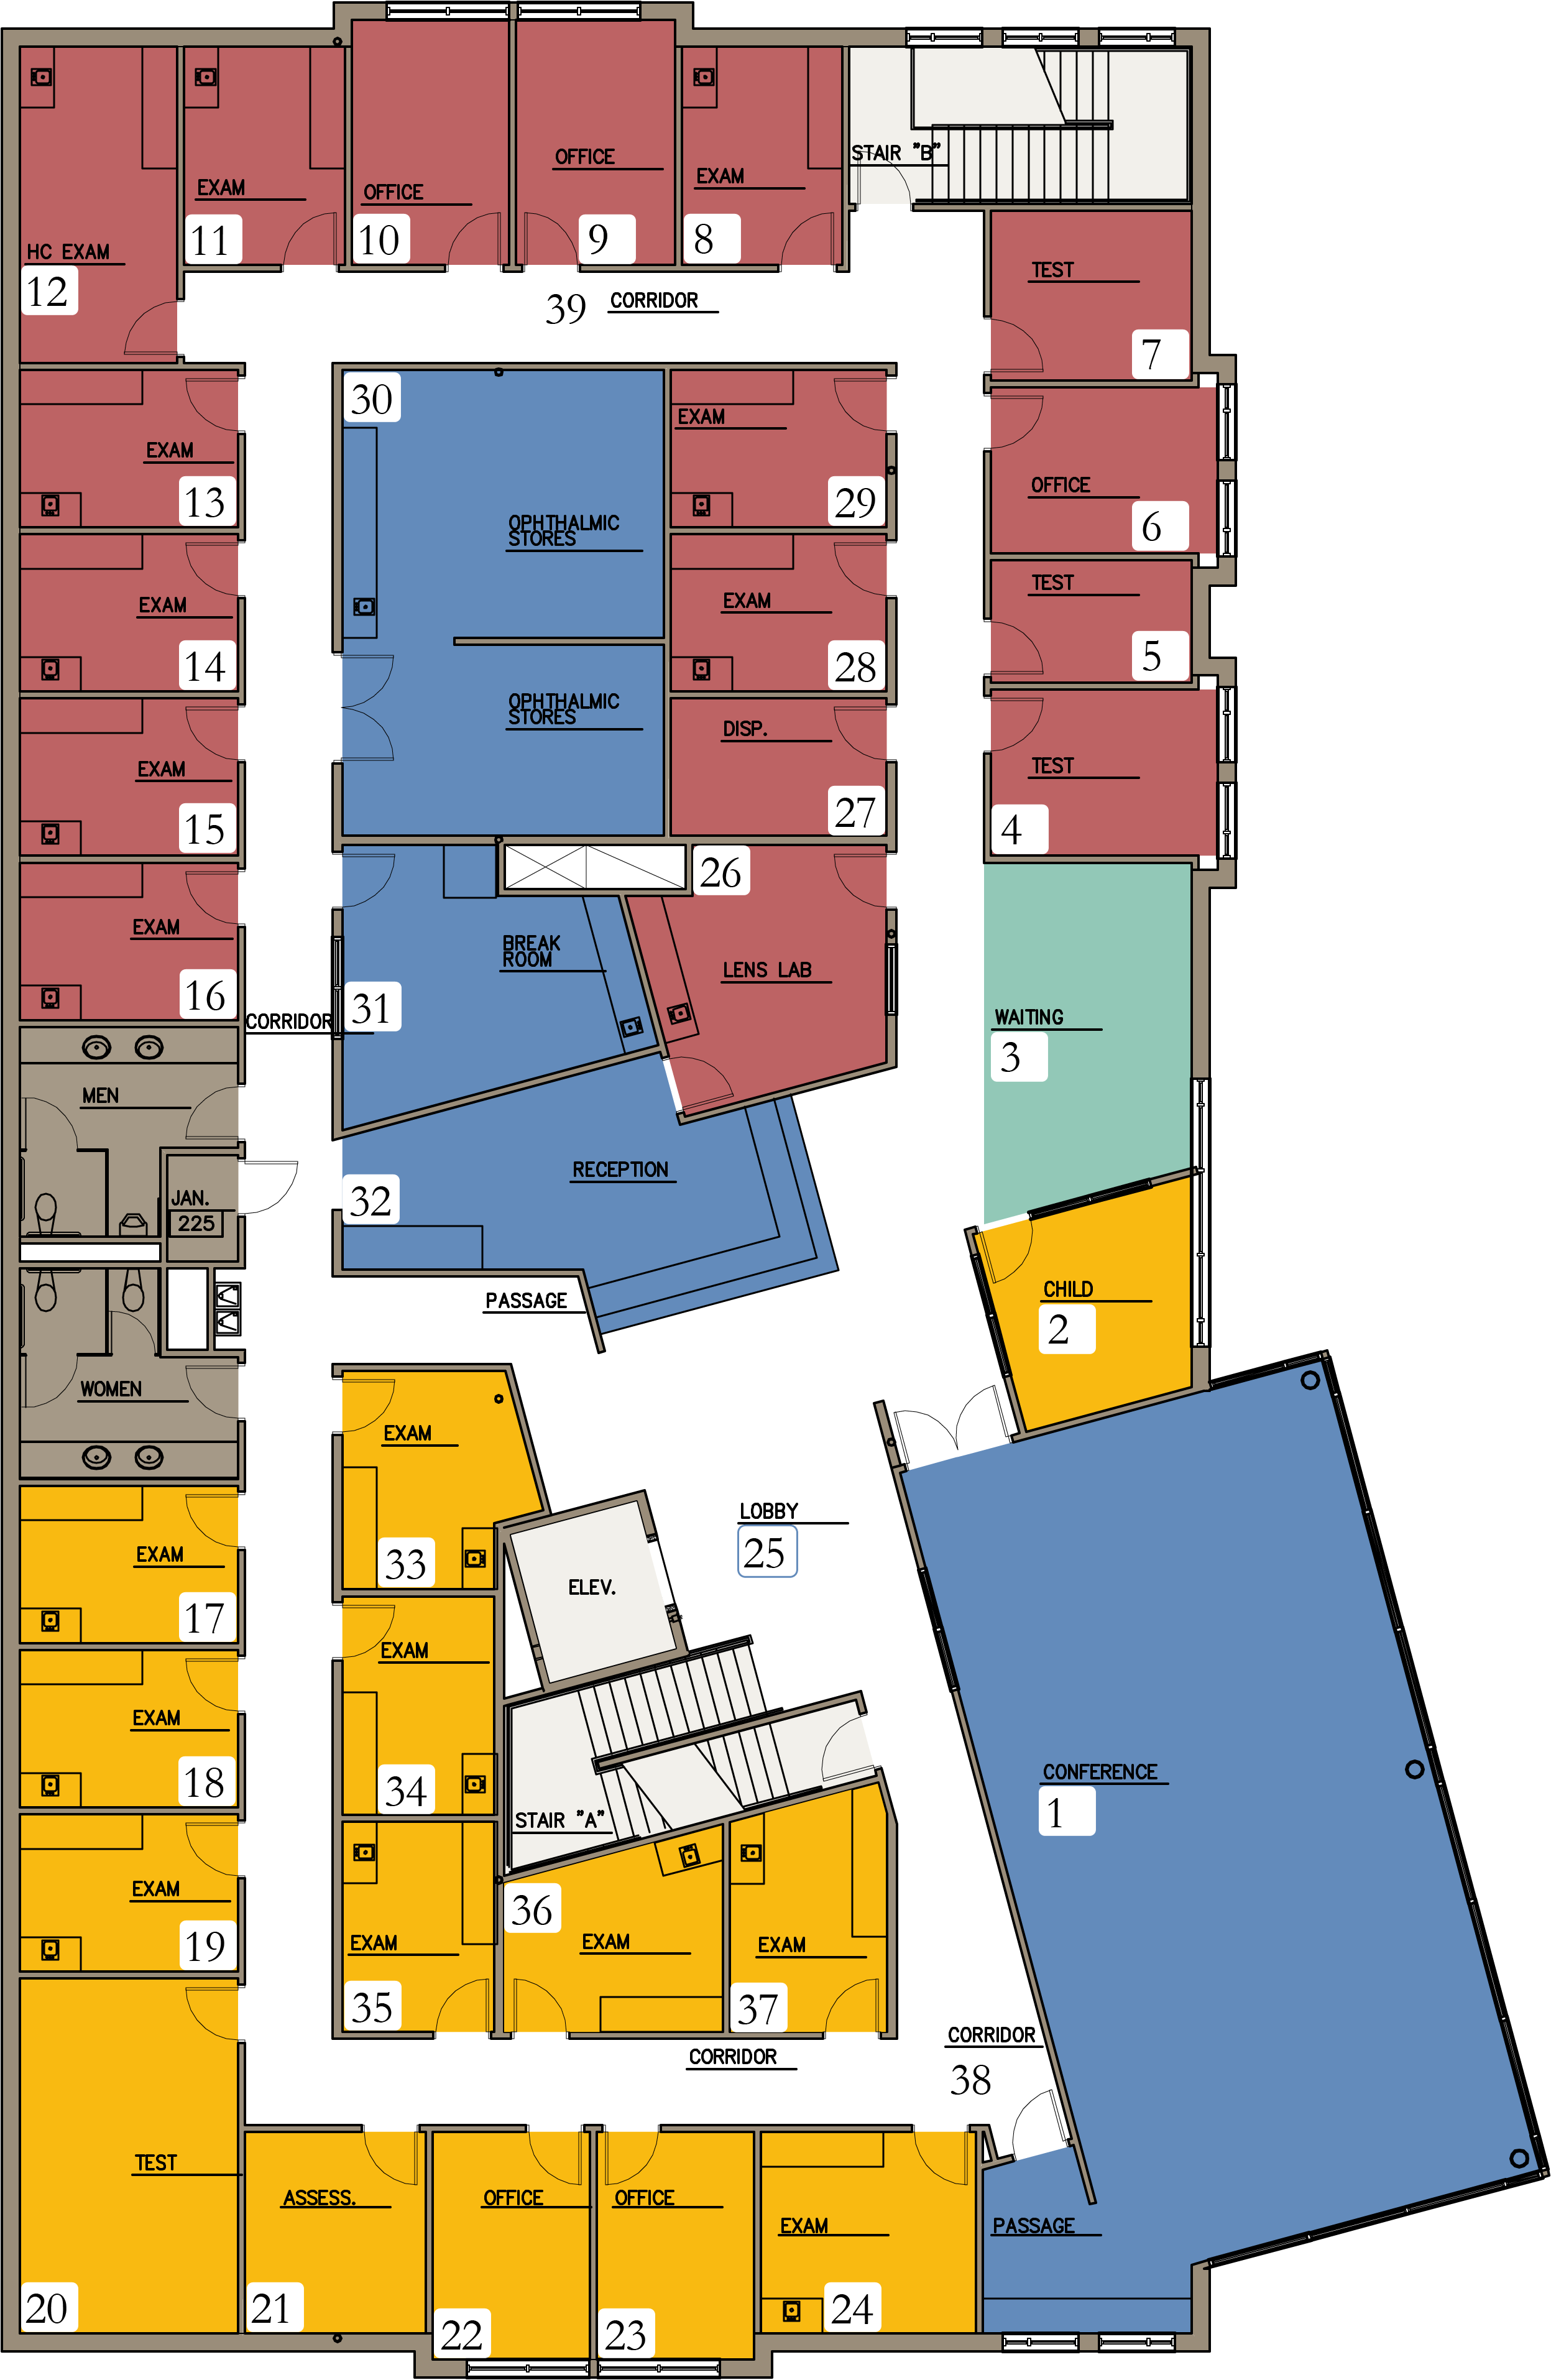 STAIR "B"
OFFICE
EXAM
EXAM
OFFICE
11
10
9
8
HC EXAM
12
TEST
39 CORRIDOR
7
30
EXAM
EXAM
OFFICE
13
29
6
OPHTHALMIC
STORES
TEST
EXAM
EXAM
14
28
5
OPHTHALMIC
STORES
DISP.
EXAM
TEST
15
27
4
26
EXAM
BREAK
ROOM
LENS LAB
16
31
CORRIDOR
WAITING
3
MEN
RECEPTION
JAN.
225
32
CHILD
PASSAGE
2
WOMEN
EXAM
LOBBY
25
EXAM
33
17
ELEV.
EXAM
EXAM
18
34
CONFERENCE
1
STAIR "A"
EXAM
19
36
EXAM
EXAM
EXAM
35
37
CORRIDOR
CORRIDOR
38
TEST
ASSESS.
OFFICE
OFFICE
EXAM
PASSAGE
20
21
22
23
24